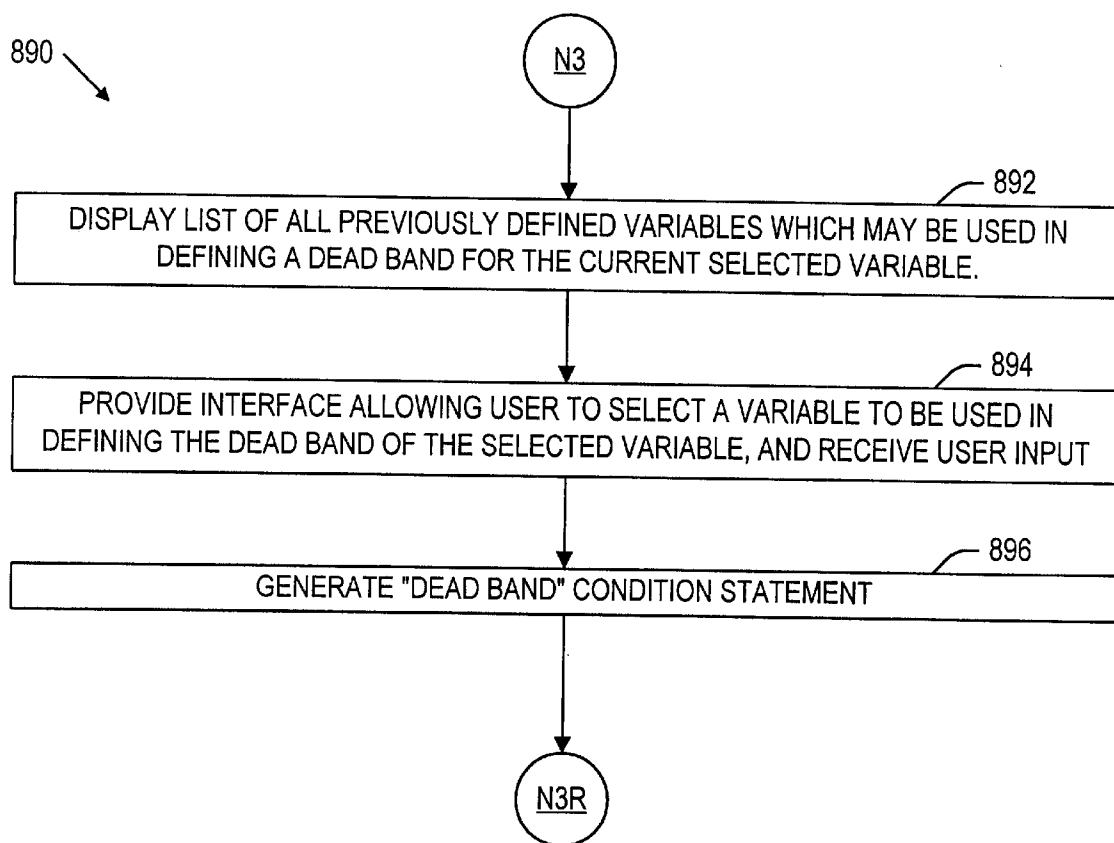 890
N3
892
DISPLAY LIST OF ALL PREVIOUSLY DEFINED VARIABLES WHICH MAY BE USED IN
DEFINING A DEAD BAND FOR THE CURRENT SELECTED VARIABLE.
894
PROVIDE INTERFACE ALLOWING USER TO SELECT A VARIABLE TO BE USED IN
DEFINING THE DEAD BAND OF THE SELECTED VARIABLE, AND RECEIVE USER INPUT
896
GENERATE "DEAD BAND" CONDITION STATEMENT
N3R